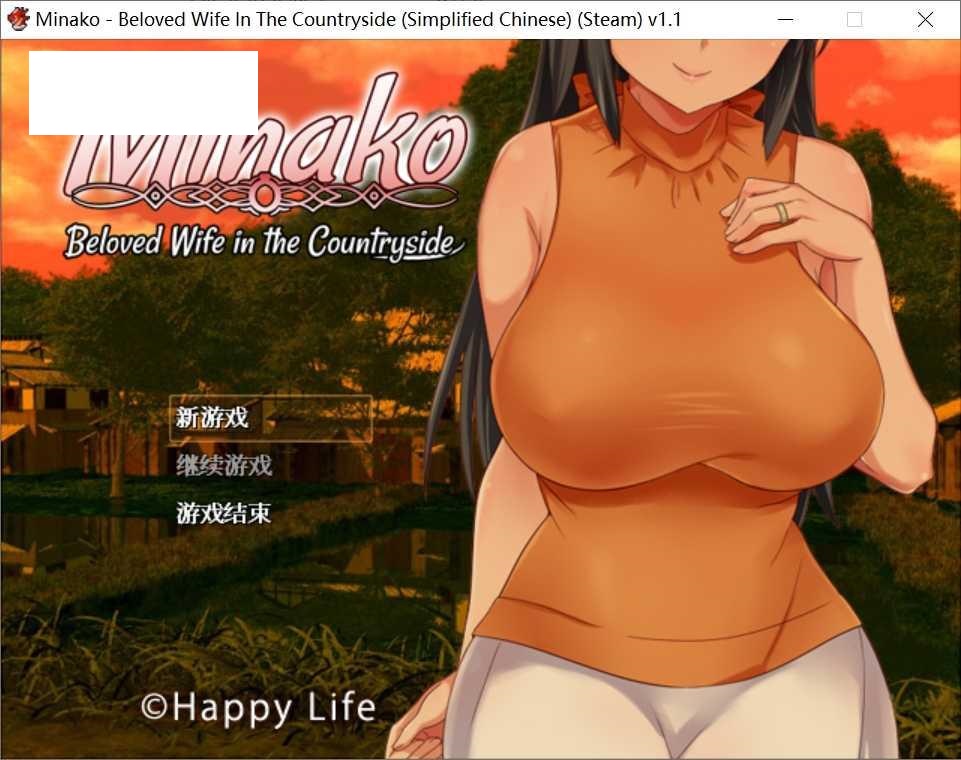 Minako - Beloved Wife In The Countryside (Simplified Chinese) (Steam) v1.1
Minako
Beloved Wife in the Countryside
新游戏
继续游戏
游戏结束
©Happy Life